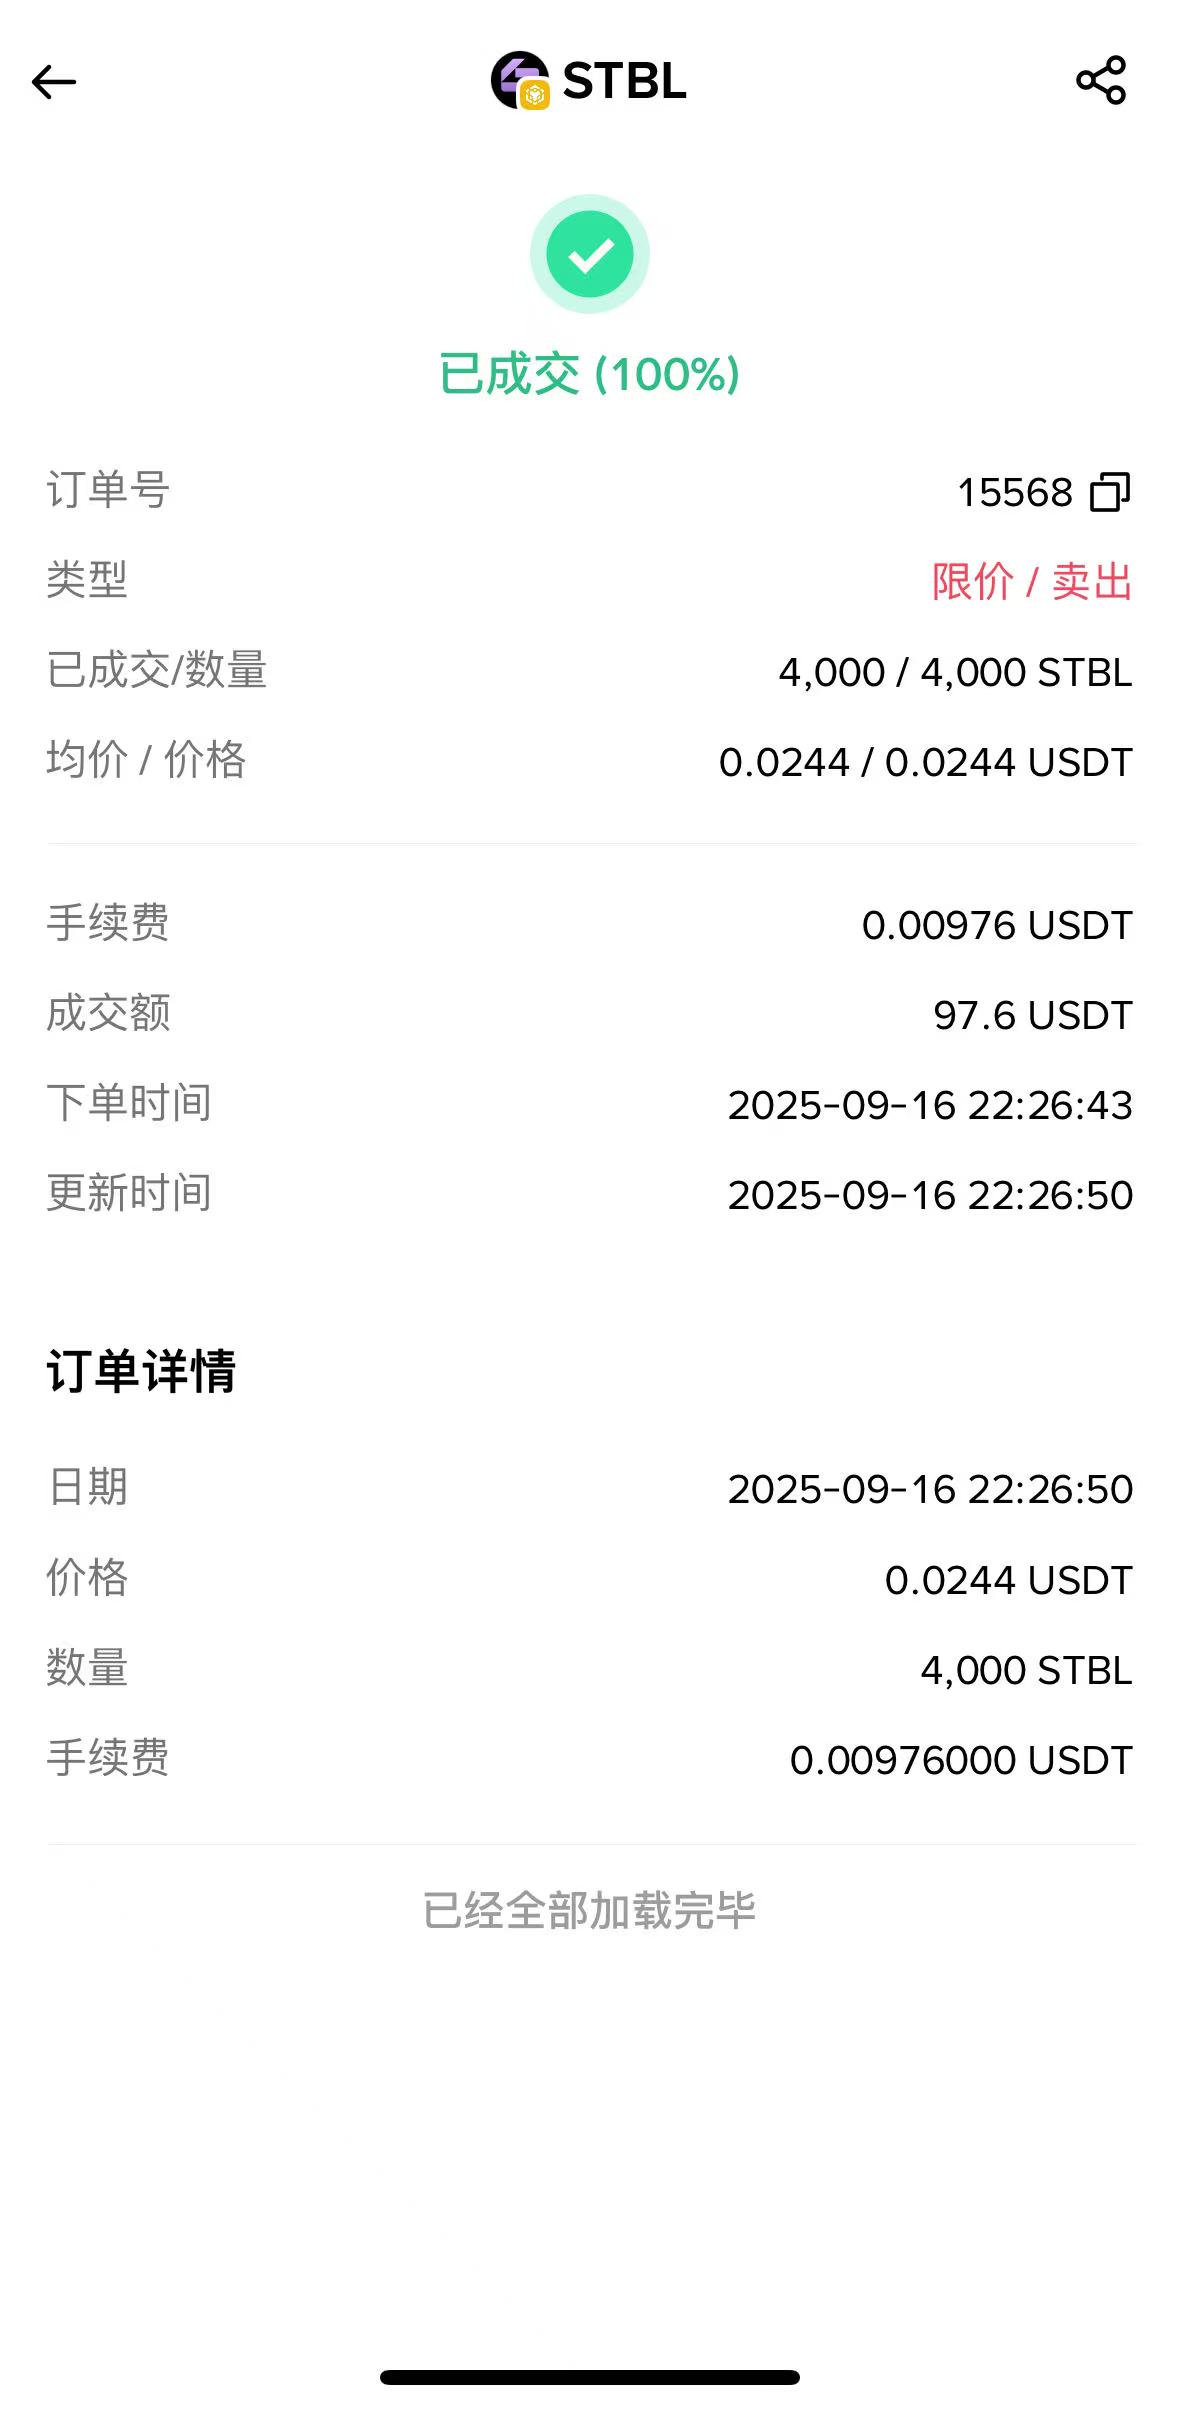 STBL
已成交 (100%)
订单号 15568
类型 限价 / 卖出
已成交/数量 4,000 / 4,000 STBL
均价 / 价格 0.0244 / 0.0244 USDT
手续费 0.00976 USDT
成交额 97.6 USDT
下单时间 2025-09-16 22:26:43
更新时间 2025-09-16 22:26:50
订单详情
日期 2025-09-16 22:26:50
价格 0.0244 USDT
数量 4,000 STBL
手续费 0.00976000 USDT
已经全部加载完毕